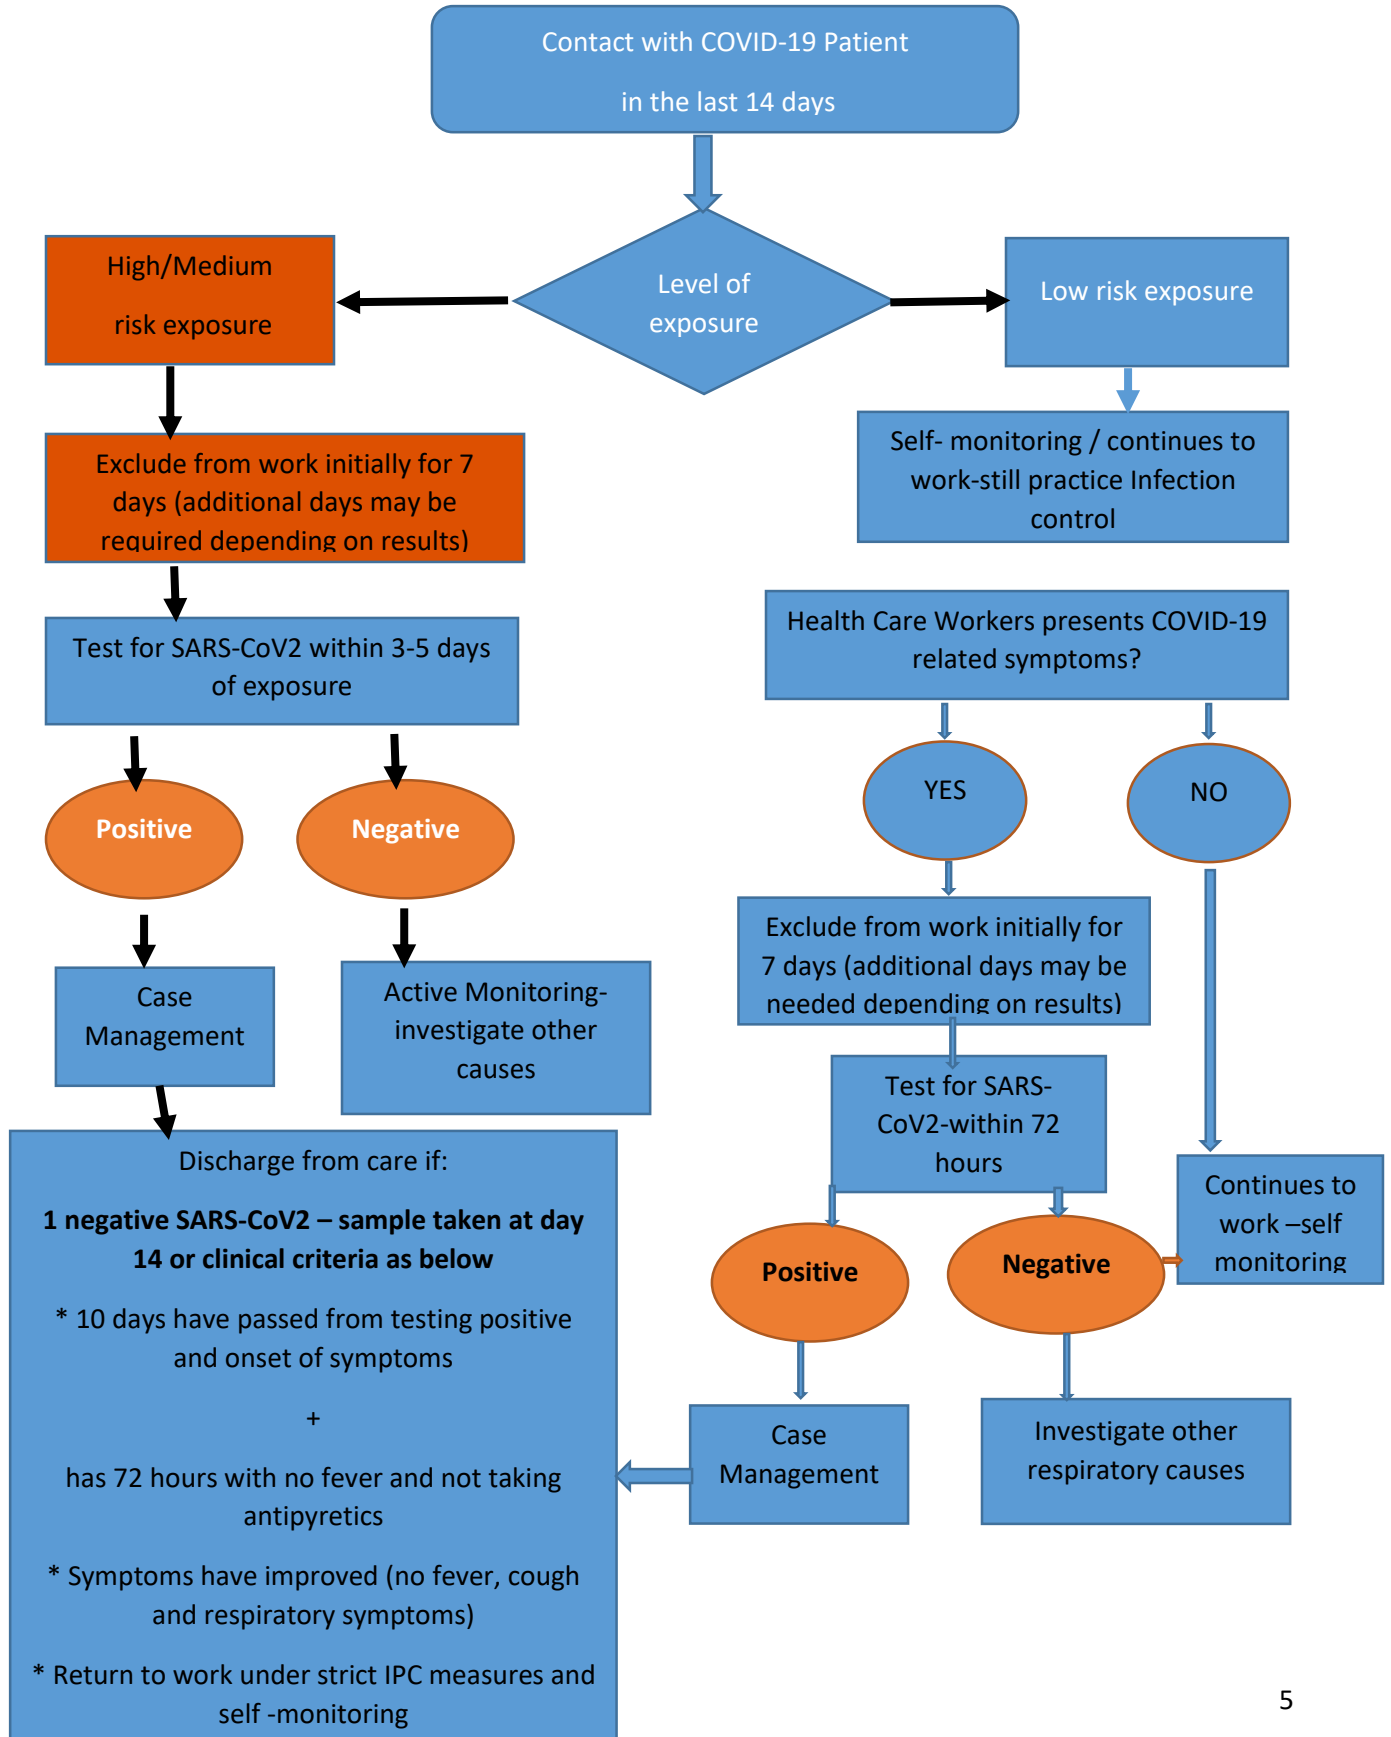 Contact with COVID-19 Patient
in the last 14 days
Level of
exposure
High/Medium
risk exposure
Low risk exposure
Exclude from work initially for 7
days (additional days may be
required depending on results)
Self- monitoring / continues to
work-still practice Infection
control
Test for SARS-CoV2 within 3-5 days
of exposure
Health Care Workers presents COVID-19
related symptoms?
Positive
Negative
YES
NO
Case
Management
Active Monitoring-
investigate other
causes
Exclude from work initially for
7 days (additional days may be
needed depending on results)
Test for SARS-
CoV2-within 72
hours
Discharge from care if:
1 negative SARS-CoV2 – sample taken at day
14 or clinical criteria as below
* 10 days have passed from testing positive
and onset of symptoms
+
has 72 hours with no fever and not taking
antipyretics
* Symptoms have improved (no fever, cough
and respiratory symptoms)
* Return to work under strict IPC measures and
self -monitoring
Positive
Negative
Continues to
work –self
monitoring
Case
Management
Investigate other
respiratory causes
5